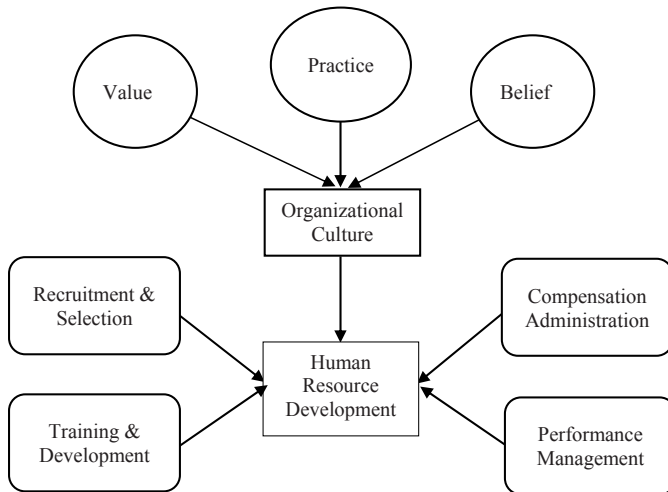 Practice
Value
Belief
Organizational
Culture
Recruitment &
Selection
Compensation
Administration
Human
Resource
Development
Training &
Development
Performance
Management